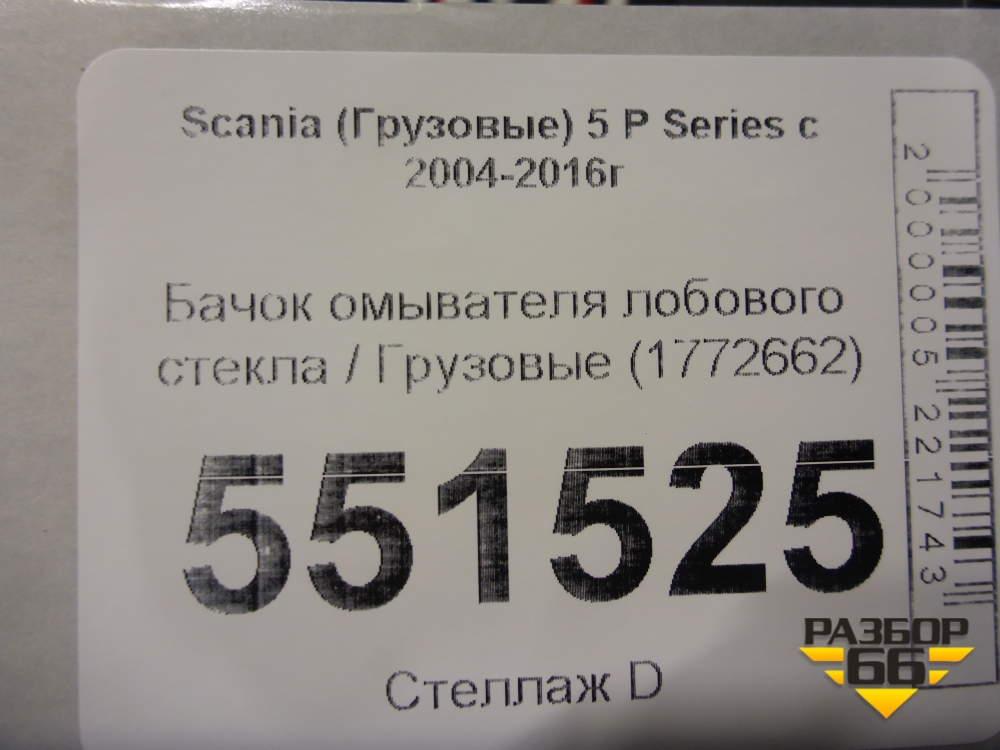 Scania (Грузовые) 5 P Series с
2004-2016г
Бачок омывателя лобового
стекла / Грузовые (1772662)
551525
Стеллаж D
2000005221743
РАЗБОР
66